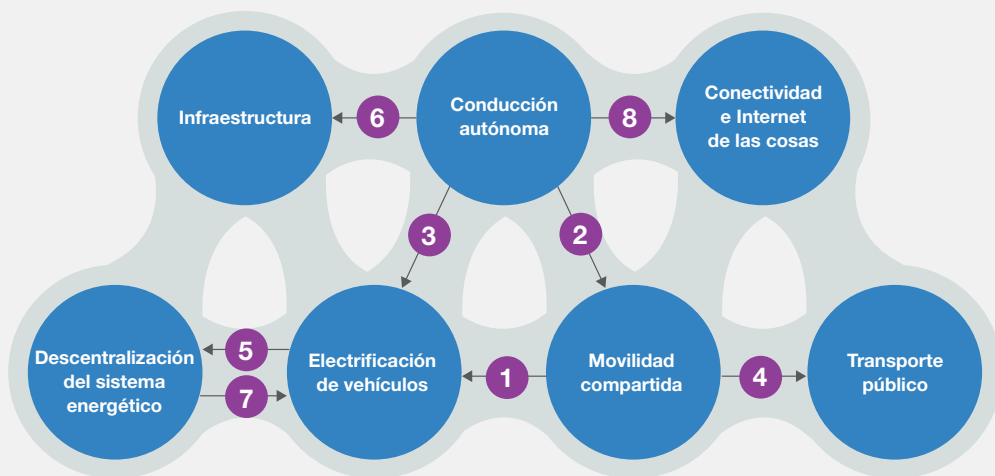 Infraestructura
6
Conducción
autónoma
8
Conectividad
e Internet
de las cosas
3
2
Descentralización
del sistema
energético
5
7
Electrificación
de vehículos
1
Movilidad
compartida
4
Transporte
público